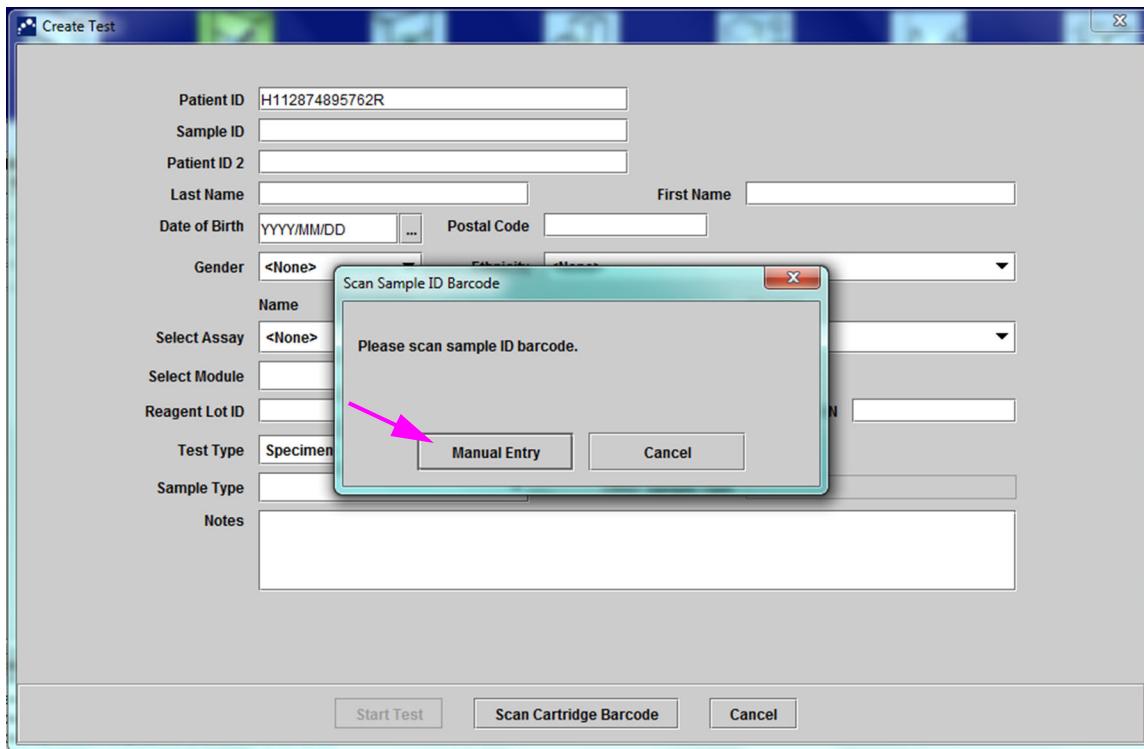 Create Test
Patient ID H112874895762R
Sample ID
Patient ID 2
Last Name First Name
Date of Birth YYYY/MM/DD ... Postal Code
Gender <None> Ethnicity <None>
Name
Select Assay <None>
Select Module
Reagent Lot ID N
Test Type Specimen
Sample Type
Notes
Scan Sample ID Barcode
Please scan sample ID barcode.
Manual Entry Cancel
Start Test Scan Cartridge Barcode Cancel